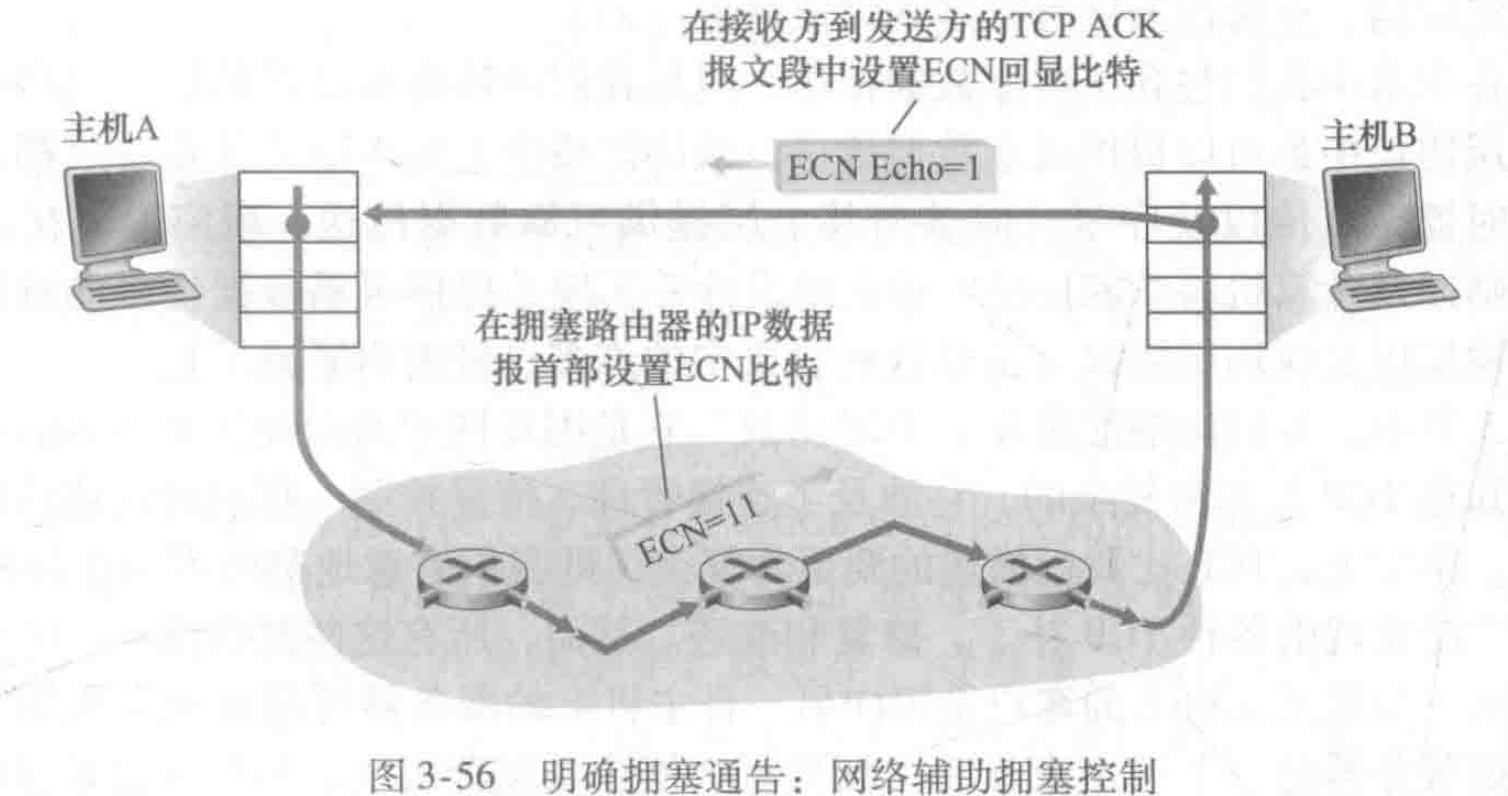 在接收方到发送方的TCP ACK
报文段中设置ECN回显比特
主机A
主机B
ECN Echo=1
在拥塞路由器的IP数据
报首部设置ECN比特
ECN=11
图3-56 明确拥塞通告：网络辅助拥塞控制